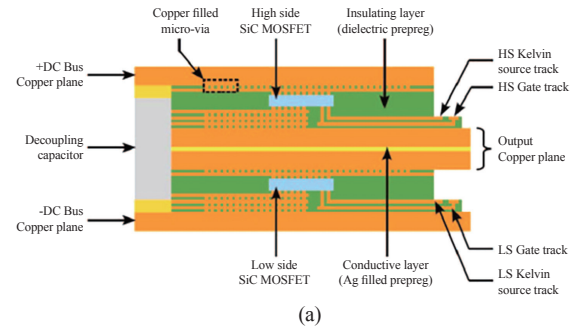 Copper filled
micro-via
High side
SiC MOSFET
Insulating layer
(dielectric prepreg)
+DC Bus
Copper plane
HS Kelvin
source track
HS Gate track
Decoupling
capacitor
Output
Copper plane
-DC Bus
Copper plane
LS Gate track
LS Kelvin
source track
Low side
SiC MOSFET
Conductive layer
(Ag filled prepreg)
(a)